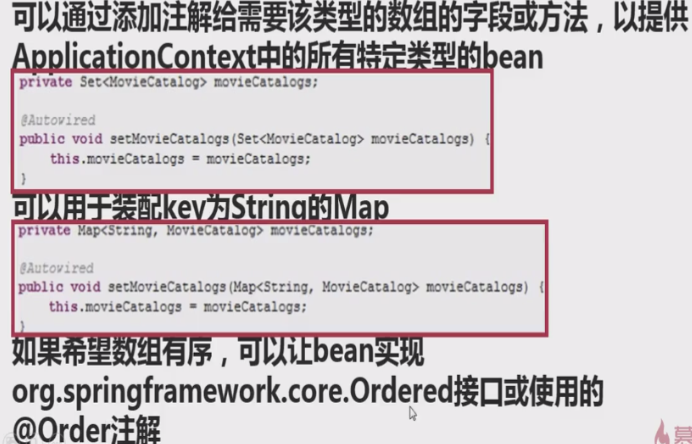 可以通过添加注解给需要该类型的数组的字段或方法，以提供
ApplicationContext中的所有特定类型的bean
private Set<MovieCatalog> movieCatalogs;
@Autowired
public void setMovieCatalogs(Set<MovieCatalog> movieCatalogs) {
this.movieCatalogs = movieCatalogs;
}
可以用于装配key为String的Map
private Map<String, MovieCatalog> movieCatalogs;
@Autowired
public void setMovieCatalogs(Map<String, MovieCatalog> movieCatalogs) {
this.movieCatalogs = movieCatalogs;
}
如果希望数组有序，可以让bean实现
org.springframework.core.Ordered接口或使用的
@Order注解
慕